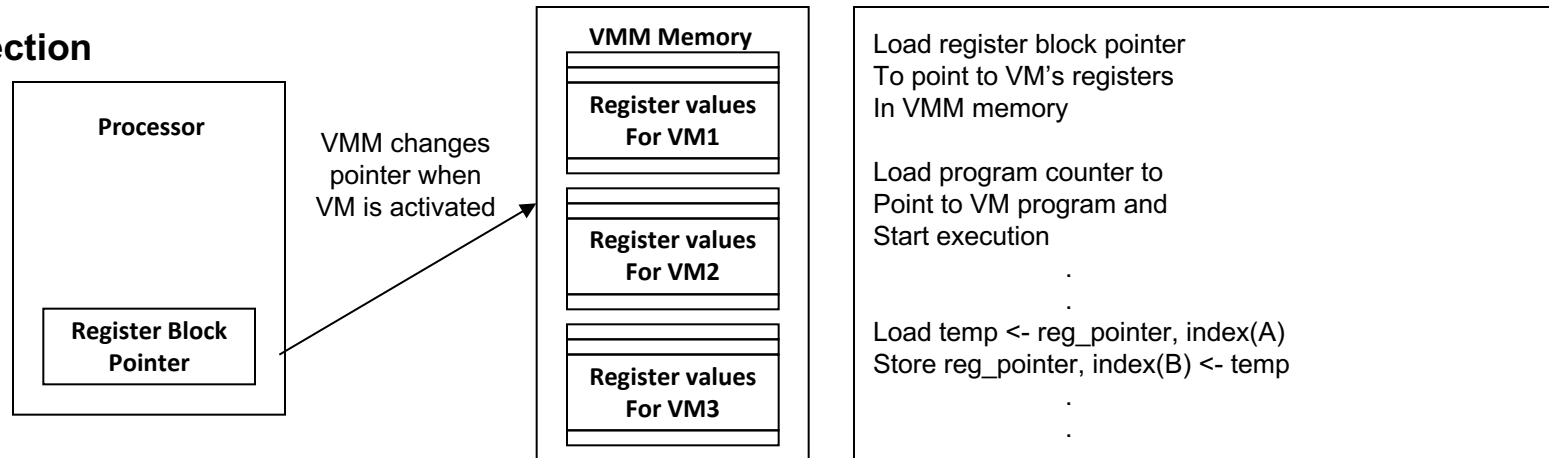 Processor
Register Block
Pointer
VMM changes
pointer when
VM is activated
VMM Memory
Register values
For VM1
Register values
For VM2
Register values
For VM3
Load register block pointer
To point to VM’s registers
In VMM memory
Load program counter to
Point to VM program and
Start execution
.
.
Load temp <- reg_pointer, index(A)
Store reg_pointer, index(B) <- temp
.
.